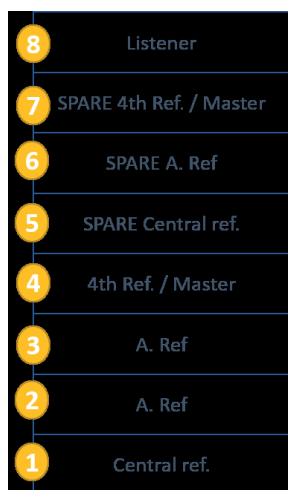 8 Listener
7 SPARE 4th Ref. / Master
6 SPARE A. Ref
5 SPARE Central ref.
4 4th Ref. / Master
3 A. Ref
2 A. Ref
1 Central ref.